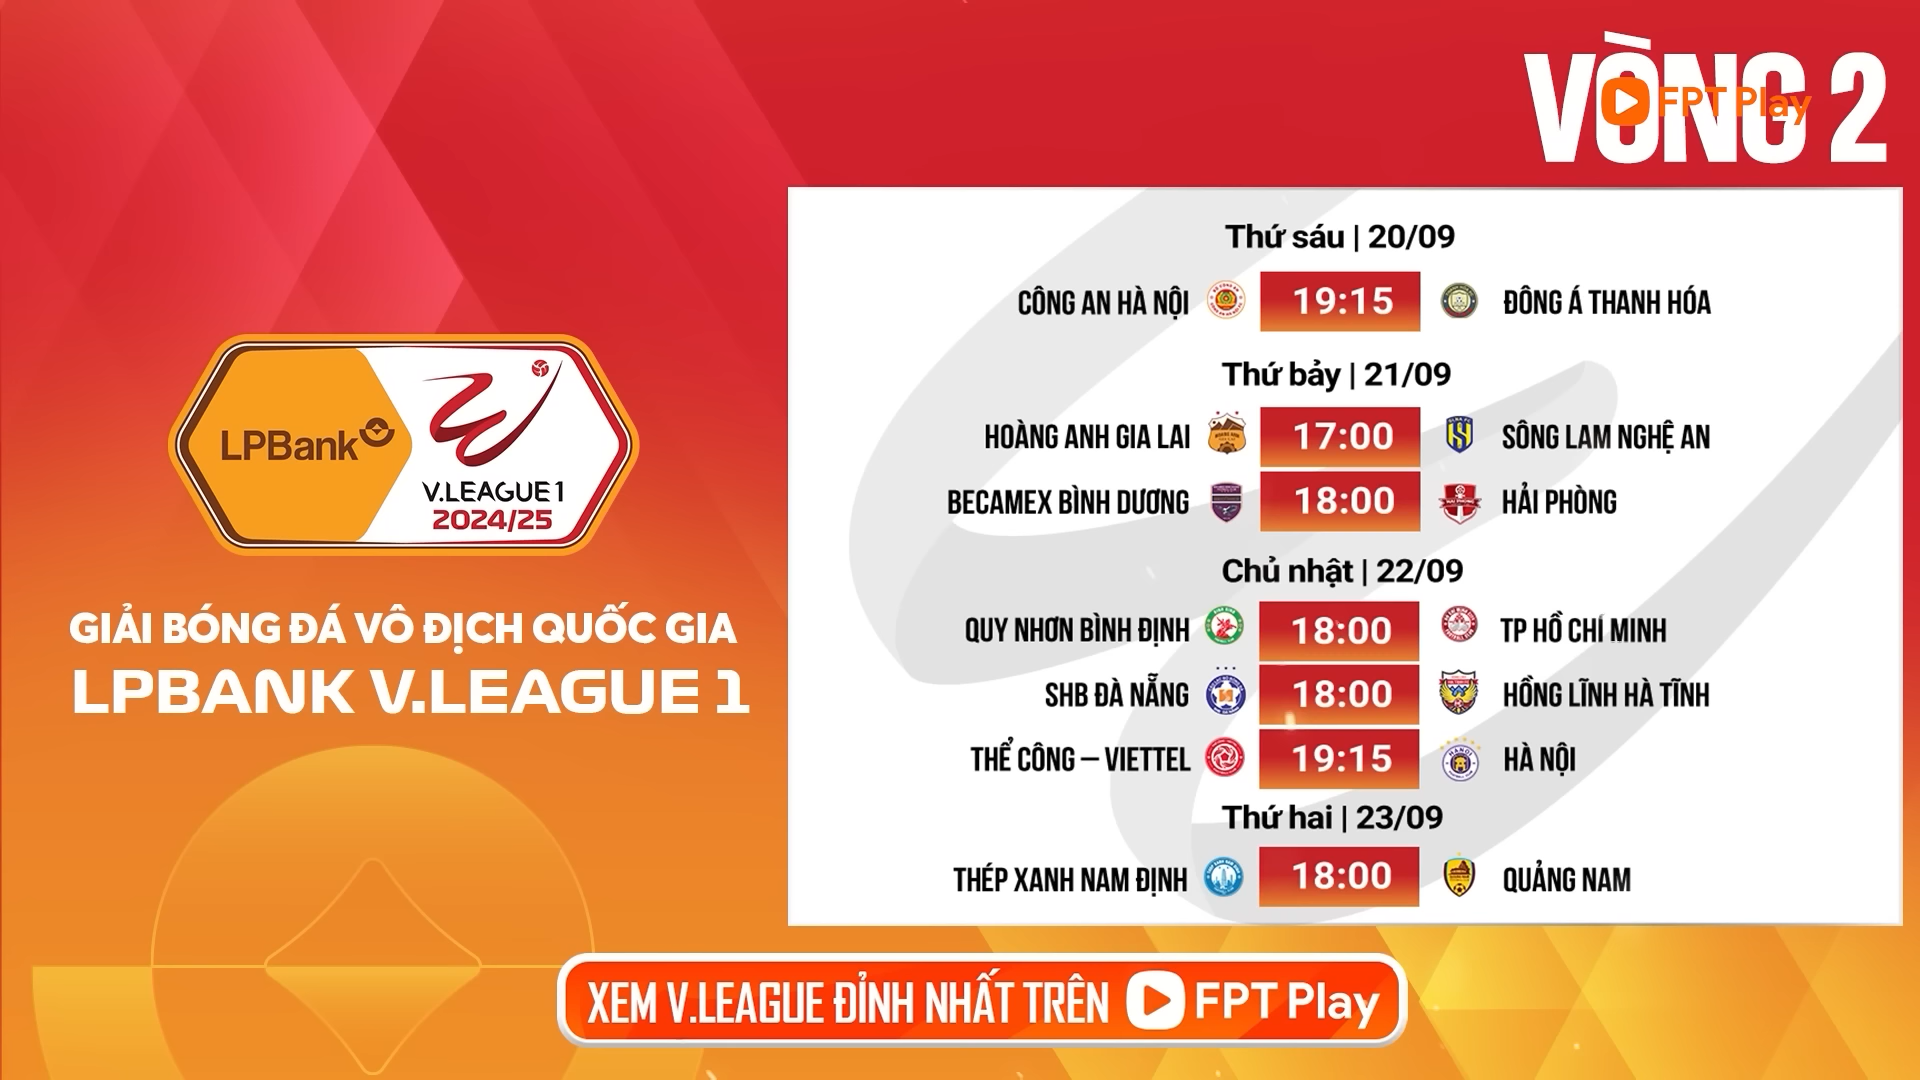 VÒNG 2
FPT Play
Thứ sáu | 20/09
CÔNG AN HÀ NỘI 19:15 ĐÔNG Á THANH HÓA
Thứ bảy | 21/09
HOÀNG ANH GIA LAI 17:00 SÔNG LAM NGHỆ AN
BECAMEX BÌNH DƯƠNG 18:00 HẢI PHÒNG
Chủ nhật | 22/09
QUY NHƠN BÌNH ĐỊNH 18:00 TP HỒ CHÍ MINH
SHB ĐÀ NẴNG 18:00 HỒNG LĨNH HÀ TĨNH
THỂ CÔNG – VIETTEL 19:15 HÀ NỘI
Thứ hai | 23/09
THÉP XANH NAM ĐỊNH 18:00 QUẢNG NAM
LPBank
V.LEAGUE 1
2024/25
GIẢI BÓNG ĐÁ VÔ ĐỊCH QUỐC GIA
LPBANK V.LEAGUE 1
XEM V.LEAGUE ĐỈNH NHẤT TRÊN FPT Play